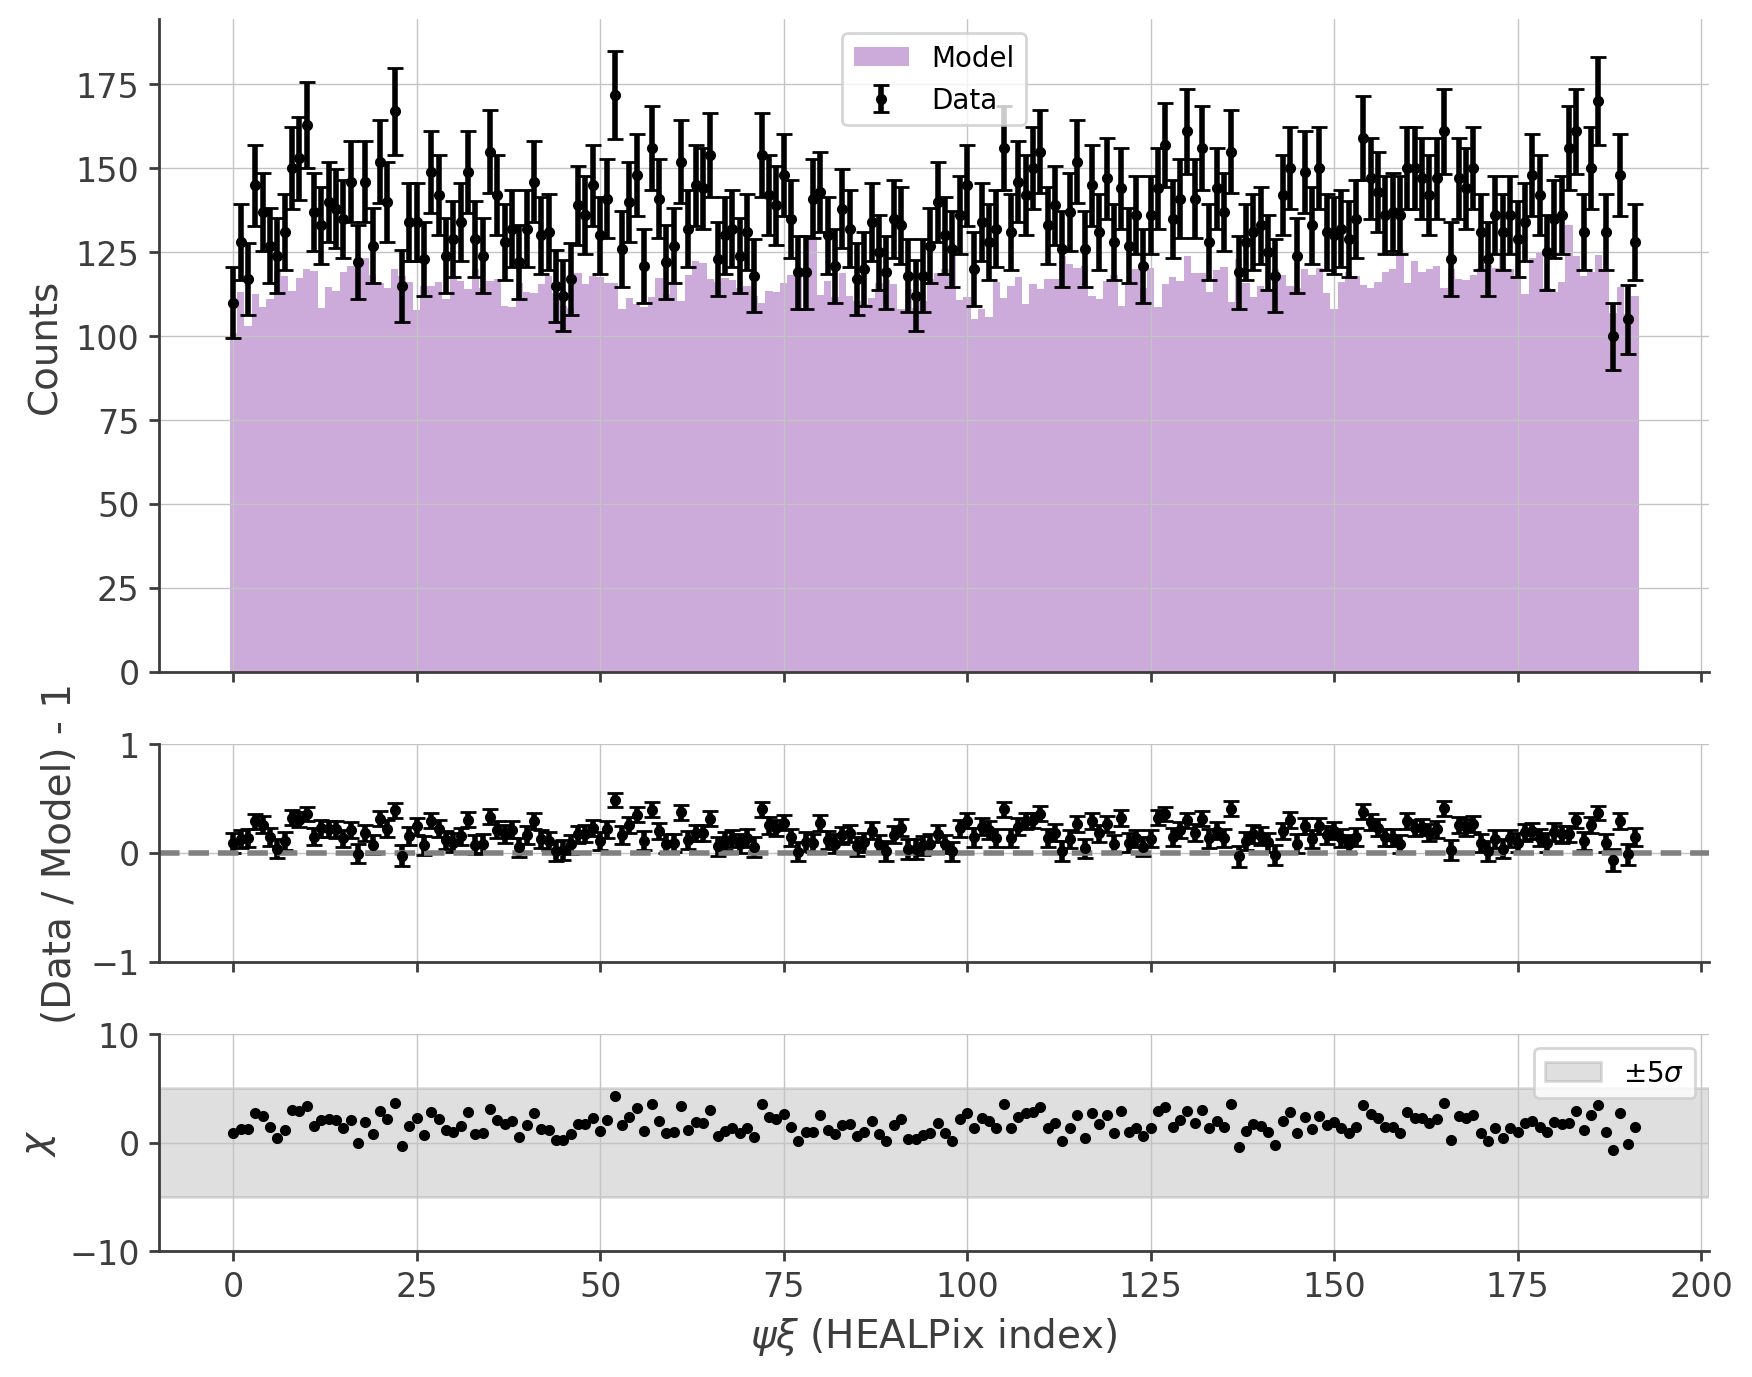 175
150
125
100
75
50
25
0
Counts
Model
Data
1
0
−1
(Data / Model) - 1
10
0
−10
χ
±5σ
0 25 50 75 100 125 150 175 200
ψξ (HEALPix index)